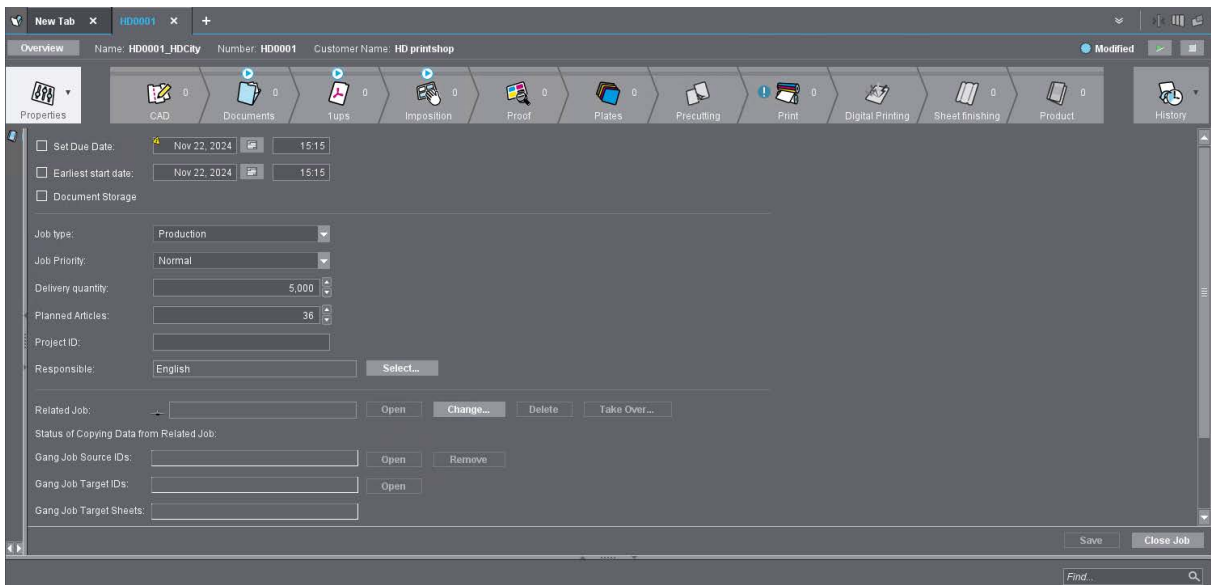 New Tab × HD0001 × +
Overview Name: HD0001_HDCity Number: HD0001 Customer Name: HD printshop Modified
0 0 0 0 0 0 0 0 0
Properties CAD Documents 1ups Imposition Proof Plates Precutting Print Digital Printing Sheet finishing Product History
Set Due Date: Nov 22, 2024 15:15
Earliest start date: Nov 22, 2024 15:15
Document Storage
Job type: Production
Job Priority: Normal
Delivery quantity: 5,000
Planned Articles: 36
Project ID:
Responsible: English Select...
Related Job: Open Change... Delete Take Over...
Status of Copying Data from Related Job:
Gang Job Source IDs: Open Remove
Gang Job Target IDs: Open
Gang Job Target Sheets:
Save Close Job
Find...